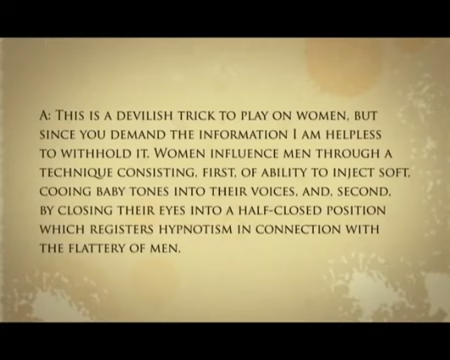 A: This is a devilish trick to play on women, but
since you demand the information I am helpless
to withhold it. Women influence men through a
technique consisting, first, of ability to inject soft,
cooing baby tones into their voices, and, second,
by closing their eyes into a half-closed position
which registers hypnotism in connection with
the flattery of men.